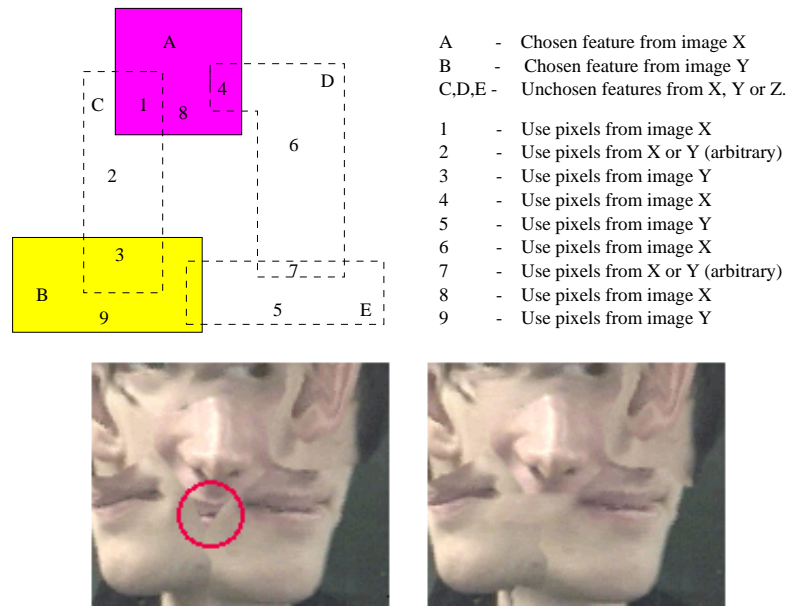 A
C
1
4
8
D
2
6
3
B
9
7
5
E
A - Chosen feature from image X
B - Chosen feature from image Y
C,D,E - Unchosen features from X, Y or Z.
1 - Use pixels from image X
2 - Use pixels from X or Y (arbitrary)
3 - Use pixels from image Y
4 - Use pixels from image X
5 - Use pixels from image Y
6 - Use pixels from image X
7 - Use pixels from X or Y (arbitrary)
8 - Use pixels from image X
9 - Use pixels from image Y